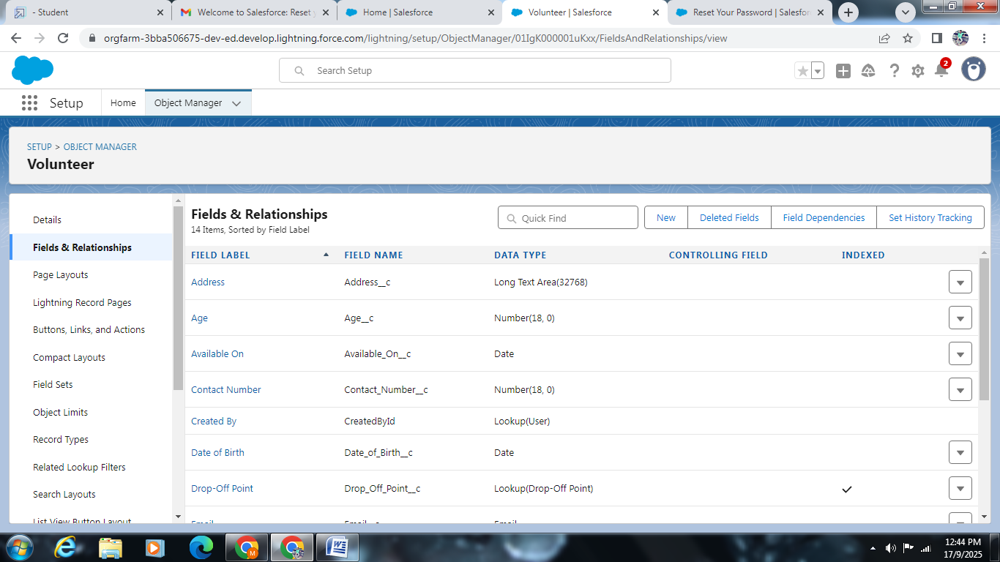 - Student
Welcome to Salesforce: Reset y
Home | Salesforce
Volunteer | Salesforce
Reset Your Password | Salesforc
orgfarm-3bba506675-dev-ed.develop.lightning.force.com/lightning/setup/ObjectManager/01IgK000001uKxx/FieldsAndRelationships/view
Search Setup
2
Setup
Home
Object Manager
SETUP > OBJECT MANAGER
Volunteer
Details
Fields & Relationships
Page Layouts
Lightning Record Pages
Buttons, Links, and Actions
Compact Layouts
Field Sets
Object Limits
Record Types
Related Lookup Filters
Search Layouts
List View Button Layout
Fields & Relationships
14 Items, Sorted by Field Label
Quick Find
New
Deleted Fields
Field Dependencies
Set History Tracking
FIELD LABEL FIELD NAME DATA TYPE CONTROLLING FIELD INDEXED
Address Address__c Long Text Area(32768)
Age Age__c Number(18, 0)
Available On Available_On__c Date
Contact Number Contact_Number__c Number(18, 0)
Created By CreatedById Lookup(User)
Date of Birth Date_of_Birth__c Date
Drop-Off Point Drop_Off_Point__c Lookup(Drop-Off Point)
Email Email__c Email
12:44 PM
17/9/2025